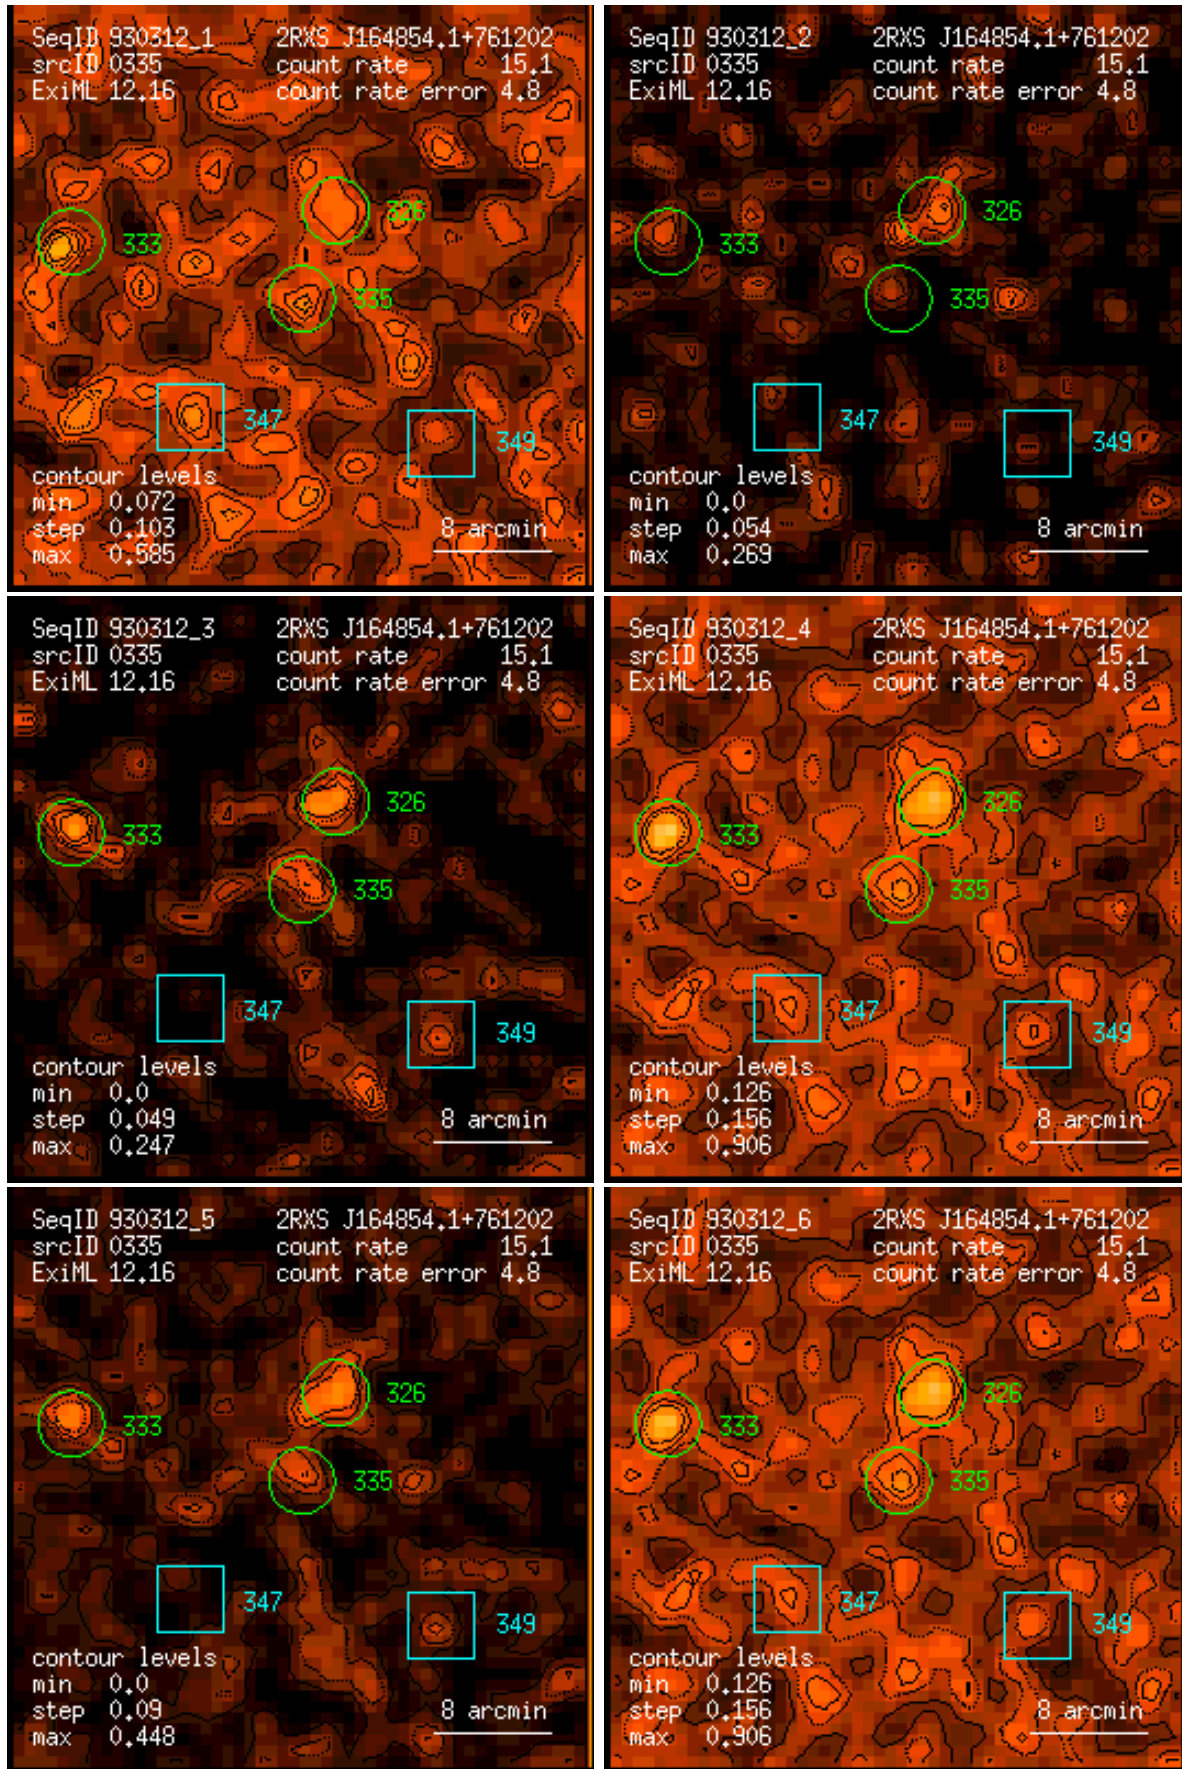 SeqID 930312_1 2RXS J164854.1+761202
srcID 0335 count rate 15.1
ExiML 12.16 count rate error 4.8
326
333
335
347
349
contour levels
min 0.072
step 0.103 8 arcmin
max 0.585
SeqID 930312_2 2RXS J164854.1+761202
srcID 0335 count rate 15.1
ExiML 12.16 count rate error 4.8
326
333
335
347
349
contour levels
min 0.0
step 0.054 8 arcmin
max 0.269
SeqID 930312_3 2RXS J164854.1+761202
srcID 0335 count rate 15.1
ExiML 12.16 count rate error 4.8
326
333
335
347
349
contour levels
min 0.0
step 0.049 8 arcmin
max 0.247
SeqID 930312_4 2RXS J164854.1+761202
srcID 0335 count rate 15.1
ExiML 12.16 count rate error 4.8
326
333
335
347
349
contour levels
min 0.126
step 0.156 8 arcmin
max 0.906
SeqID 930312_5 2RXS J164854.1+761202
srcID 0335 count rate 15.1
ExiML 12.16 count rate error 4.8
326
333
335
347
349
contour levels
min 0.0
step 0.09 8 arcmin
max 0.448
SeqID 930312_6 2RXS J164854.1+761202
srcID 0335 count rate 15.1
ExiML 12.16 count rate error 4.8
326
333
335
347
349
contour levels
min 0.126
step 0.156 8 arcmin
max 0.906